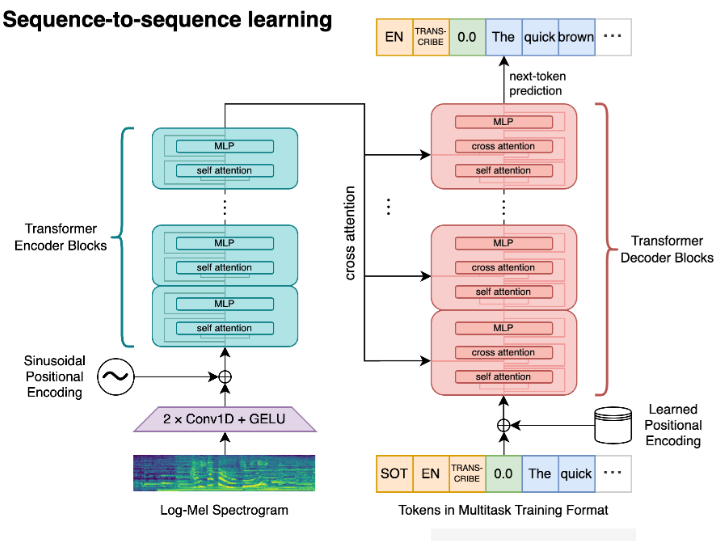 Sequence-to-sequence learning
EN
TRANS-
CRIBE
0.0
The
quick
brown
...
next-token
prediction
MLP
self attention
MLP
self attention
MLP
self attention
Transformer
Encoder Blocks
cross attention
MLP
cross attention
self attention
MLP
cross attention
self attention
MLP
cross attention
self attention
Transformer
Decoder Blocks
Sinusoidal
Positional
Encoding
2 × Conv1D + GELU
Learned
Positional
Encoding
SOT
EN
TRANS-
CRIBE
0.0
The
quick
...
Log-Mel Spectrogram
Tokens in Multitask Training Format